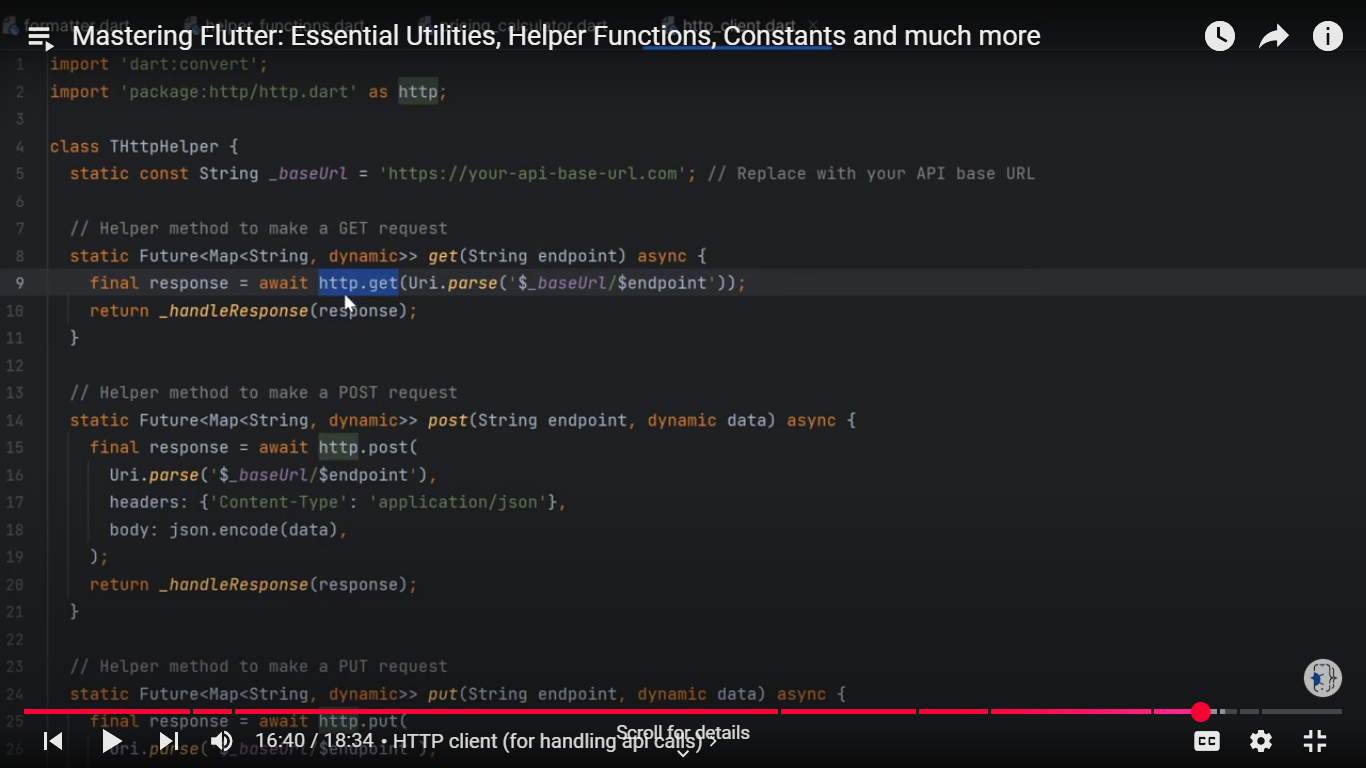 formatter.dart helper_functions.dart pricing_calculator.dart http_client.dart
Mastering Flutter: Essential Utilities, Helper Functions, Constants and much more
1 import 'dart:convert';
2 import 'package:http/http.dart' as http;
3
4 class THttpHelper {
5 static const String _baseUrl = 'https://your-api-base-url.com'; // Replace with your API base URL
6
7 // Helper method to make a GET request
8 static Future<Map<String, dynamic>> get(String endpoint) async {
9 final response = await http.get(Uri.parse('$_baseUrl/$endpoint'));
10 return _handleResponse(response);
11 }
12
13 // Helper method to make a POST request
14 static Future<Map<String, dynamic>> post(String endpoint, dynamic data) async {
15 final response = await http.post(
16 Uri.parse('$_baseUrl/$endpoint'),
17 headers: {'Content-Type': 'application/json'},
18 body: json.encode(data),
19 );
20 return _handleResponse(response);
21 }
22
23 // Helper method to make a PUT request
24 static Future<Map<String, dynamic>> put(String endpoint, dynamic data) async {
25 final response = await http.put(
26 Uri.parse('$_baseUrl/$endpoint'),
Scroll for details
16:40 / 18:34 • HTTP client (for handling api calls) ›
CC